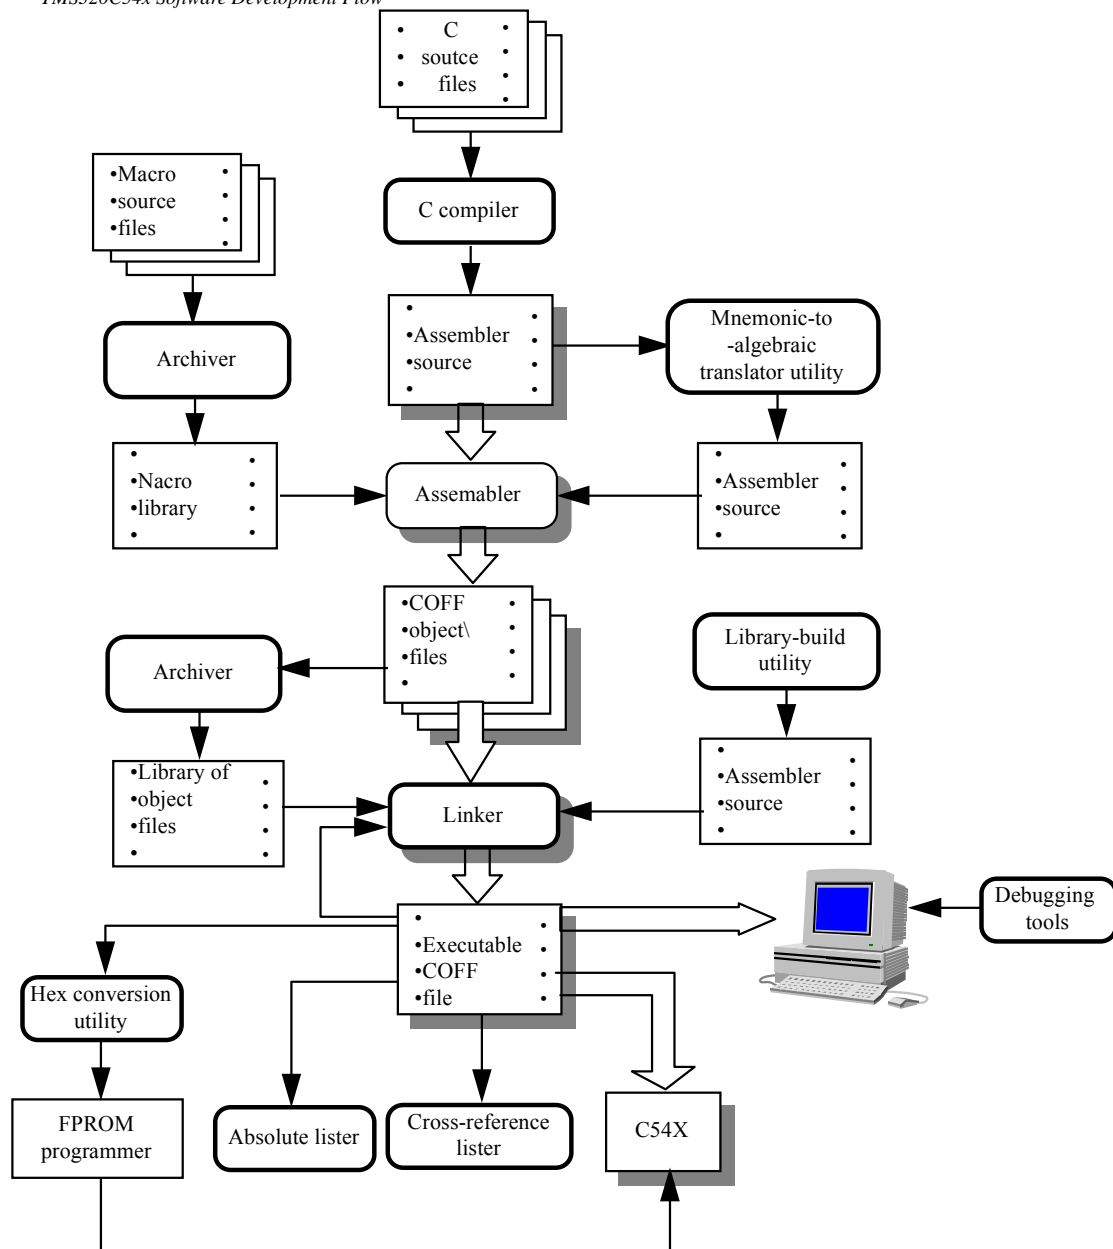 TMS320C54x Software Development Flow
• C
• soutce
• files
•Macro
•source
•files
C compiler
•Assembler
•source
Mnemonic-to
-algebraic
translator utility
Archiver
•Nacro
•library
Assemabler
•Assembler
•source
•COFF
•object\
•files
Library-build
utility
Archiver
•Library of
•object
•files
Linker
•Assembler
•source
Debugging
tools
•Executable
•COFF
•file
Hex conversion
utility
FPROM
programmer
Absolute lister
Cross-reference
lister
C54X